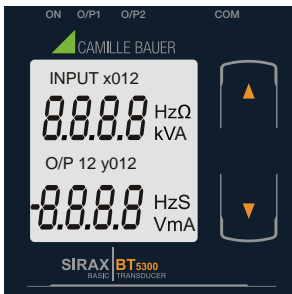 ON O/P1 O/P2 COM
CAMILLE BAUER
INPUT x012
8.8.8.8 HzΩ
kVA
O/P 12 y012
-8.8.8.8 HzS
VmA
SIRAX BT5300
BASIC TRANSDUCER